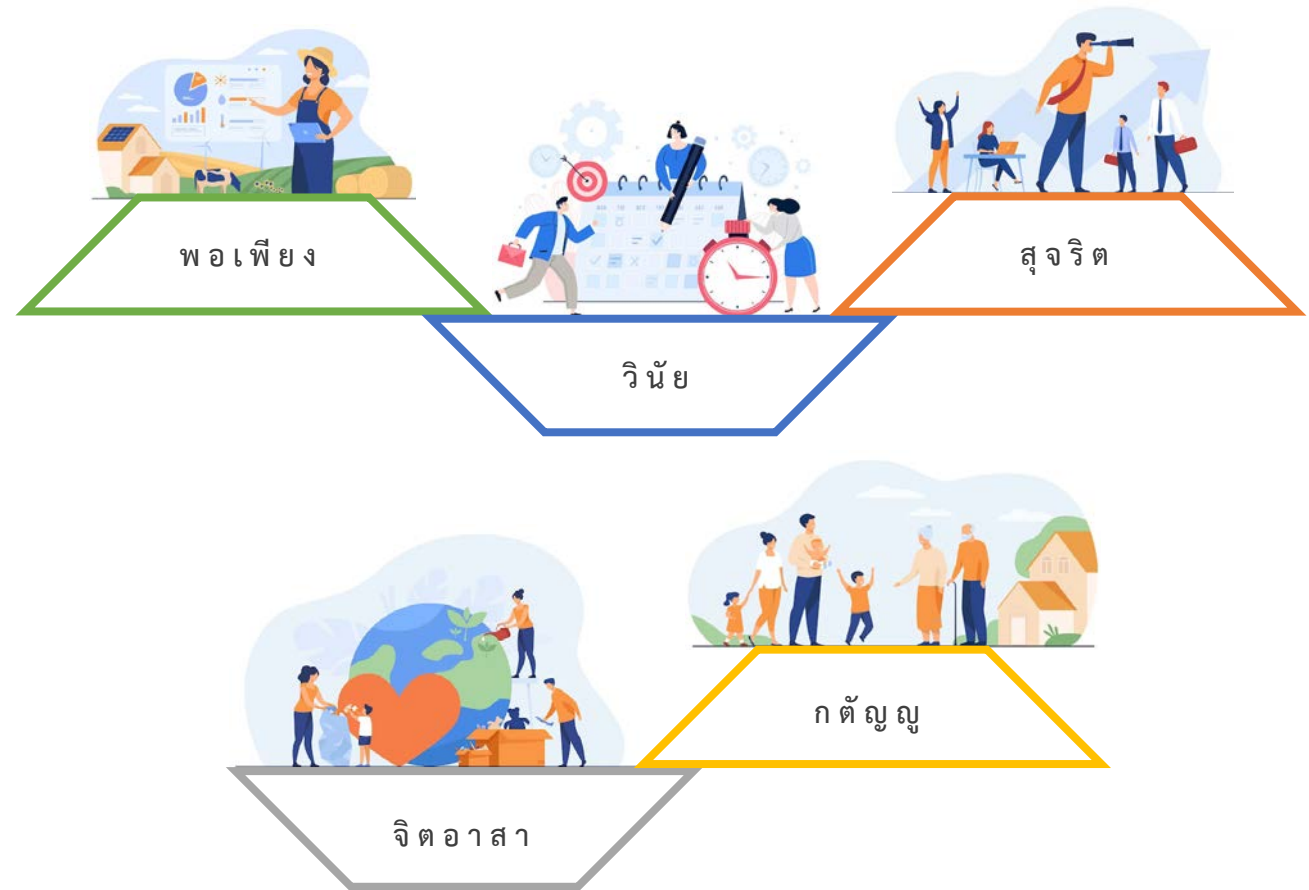 พอเพียง
วินัย
สุจริต
จิตอาสา
กตัญญู